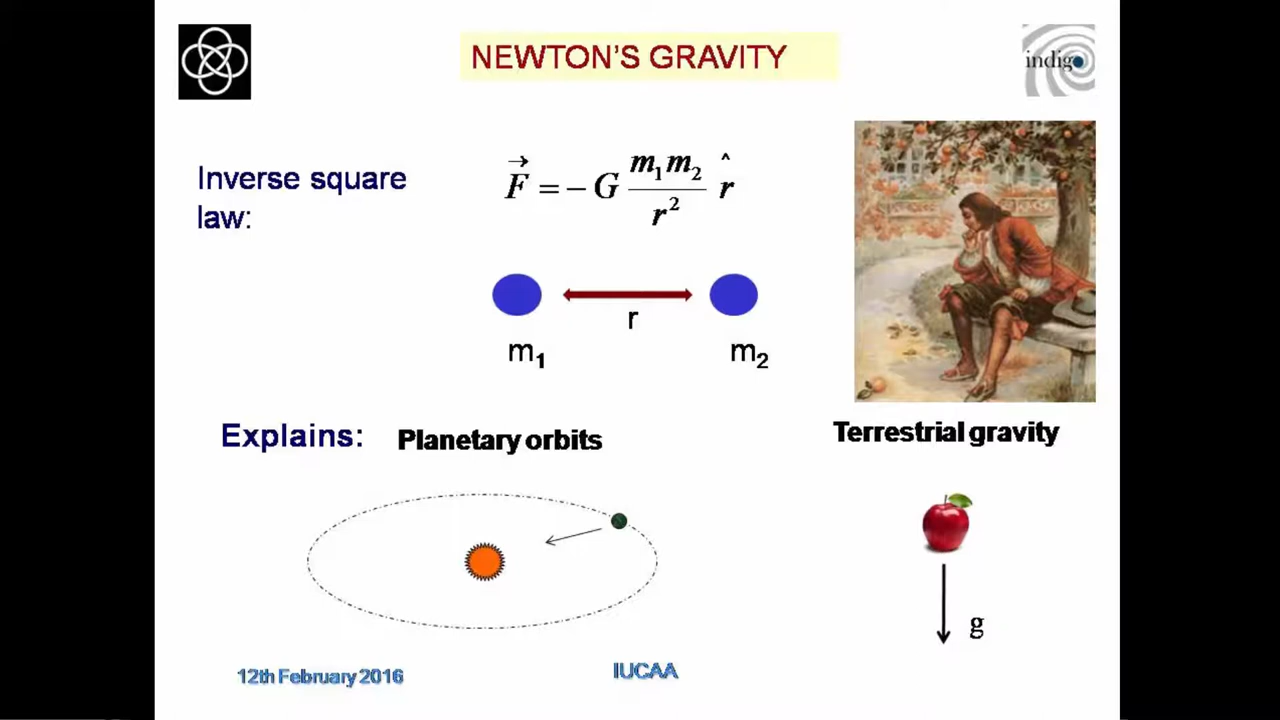 NEWTON'S GRAVITY
indigo
Inverse square
law:
F⃗ = − G m₁m₂ / r² r̂
r
m₁
m₂
Explains:
Planetary orbits
Terrestrial gravity
g
12th February 2016
IUCAA